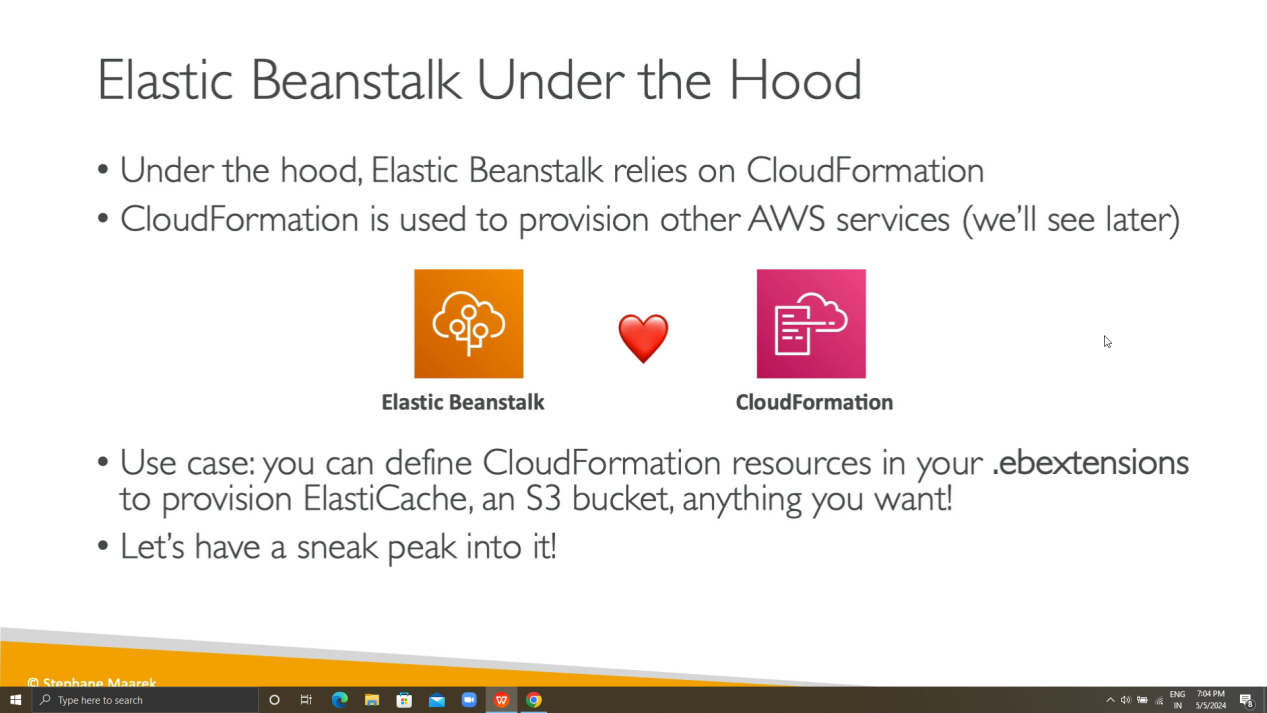 Elastic Beanstalk Under the Hood
• Under the hood, Elastic Beanstalk relies on CloudFormation
• CloudFormation is used to provision other AWS services (we'll see later)
Elastic Beanstalk
CloudFormation
• Use case: you can define CloudFormation resources in your .ebextensions
to provision ElastiCache, an S3 bucket, anything you want!
• Let's have a sneak peak into it!
© Stephane Maarek
Type here to search
ENG
IN
7:04 PM
5/5/2024
8